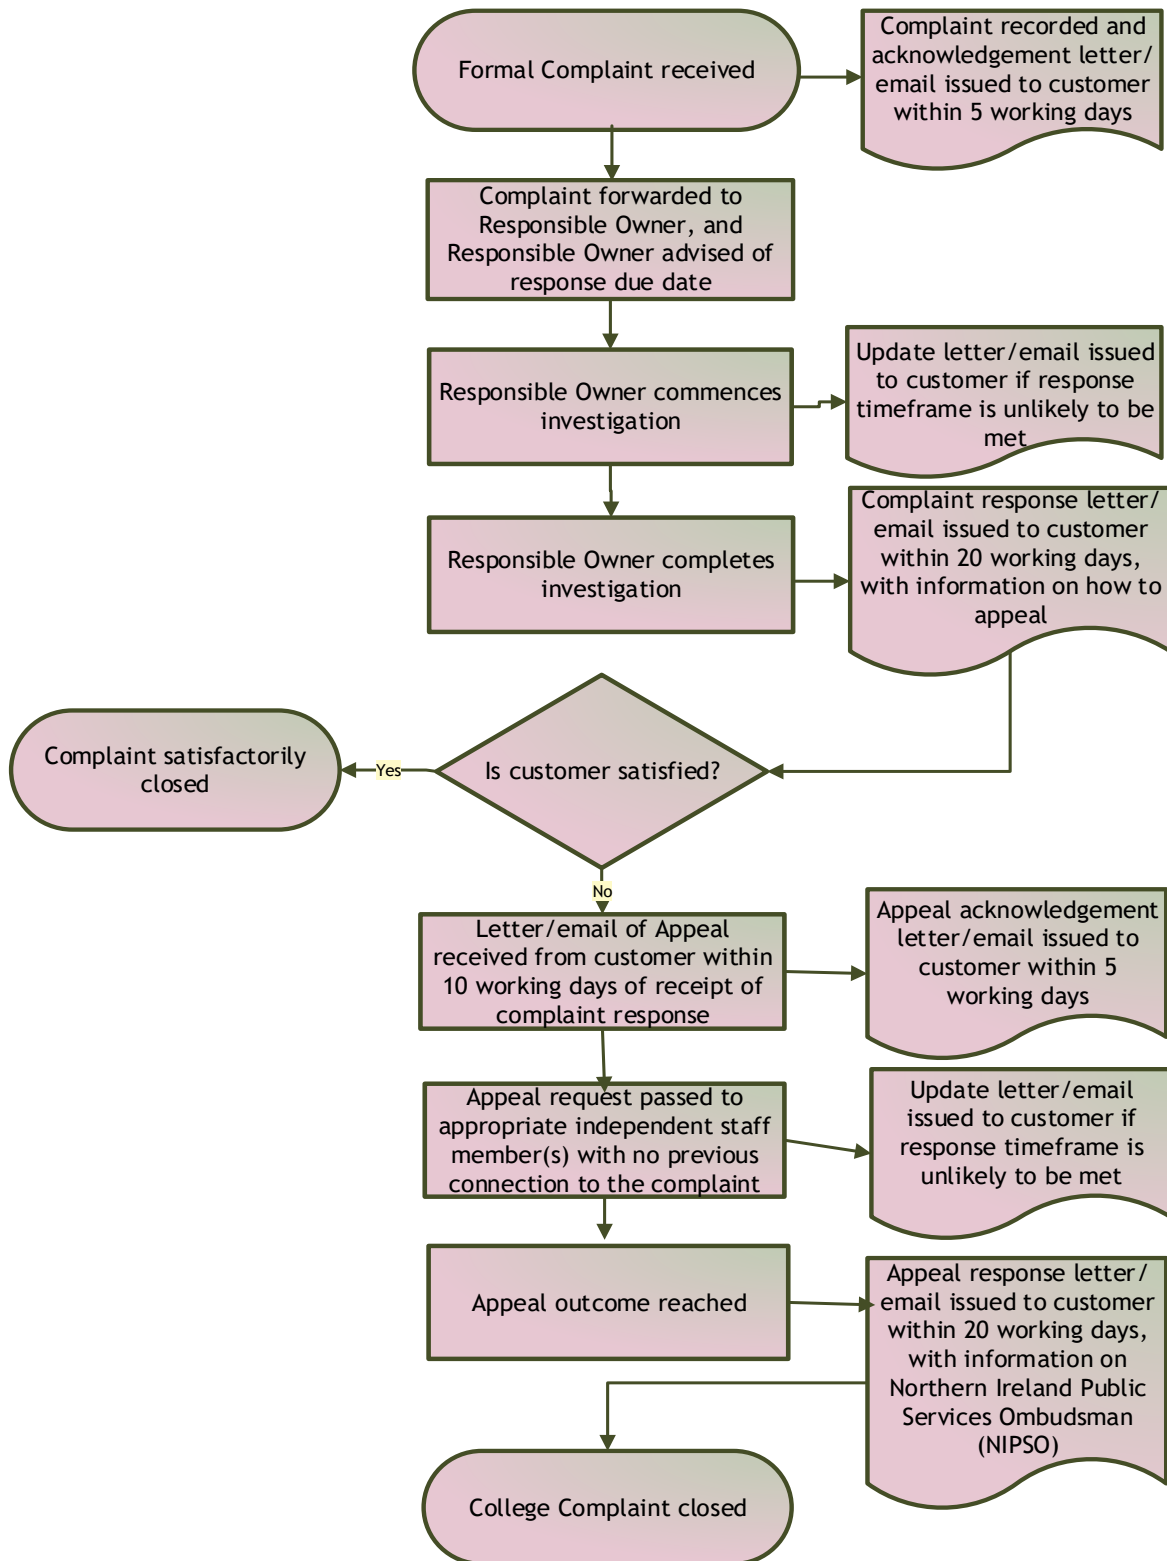 Formal Complaint received
Complaint recorded and
acknowledgement letter/
email issued to customer
within 5 working days
Complaint forwarded to
Responsible Owner, and
Responsible Owner advised of
response due date
Responsible Owner commences
investigation
Update letter/email issued
to customer if response
timeframe is unlikely to be
met
Responsible Owner completes
investigation
Complaint response letter/
email issued to customer
within 20 working days,
with information on how to
appeal
Is customer satisfied?
Yes
Complaint satisfactorily
closed
No
Letter/email of Appeal
received from customer within
10 working days of receipt of
complaint response
Appeal acknowledgement
letter/email issued to
customer within 5
working days
Appeal request passed to
appropriate independent staff
member(s) with no previous
connection to the complaint
Update letter/email
issued to customer if
response timeframe is
unlikely to be met
Appeal outcome reached
Appeal response letter/
email issued to customer
within 20 working days,
with information on
Northern Ireland Public
Services Ombudsman
(NIPSO)
College Complaint closed